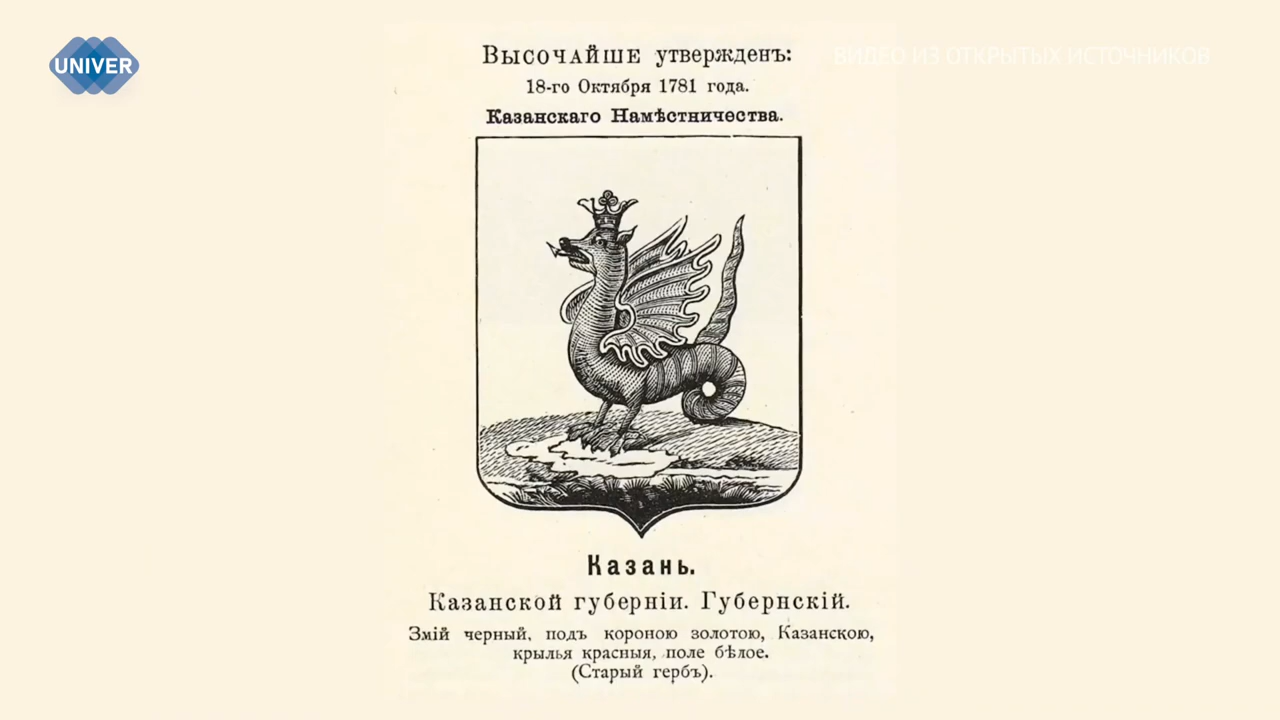 UNIVER
ВИДЕО ИЗ ОТКРЫТЫХ ИСТОЧНИКОВ
Высочайше утвержденъ:
18-го Октября 1781 года.
Казанскаго Намѣстничества.
Казань.
Казанской губерніи. Губернскій.
Змій черный, подъ короною золотою, Казанскою,
крылья красныя, поле бѣлое.
(Старый гербъ).